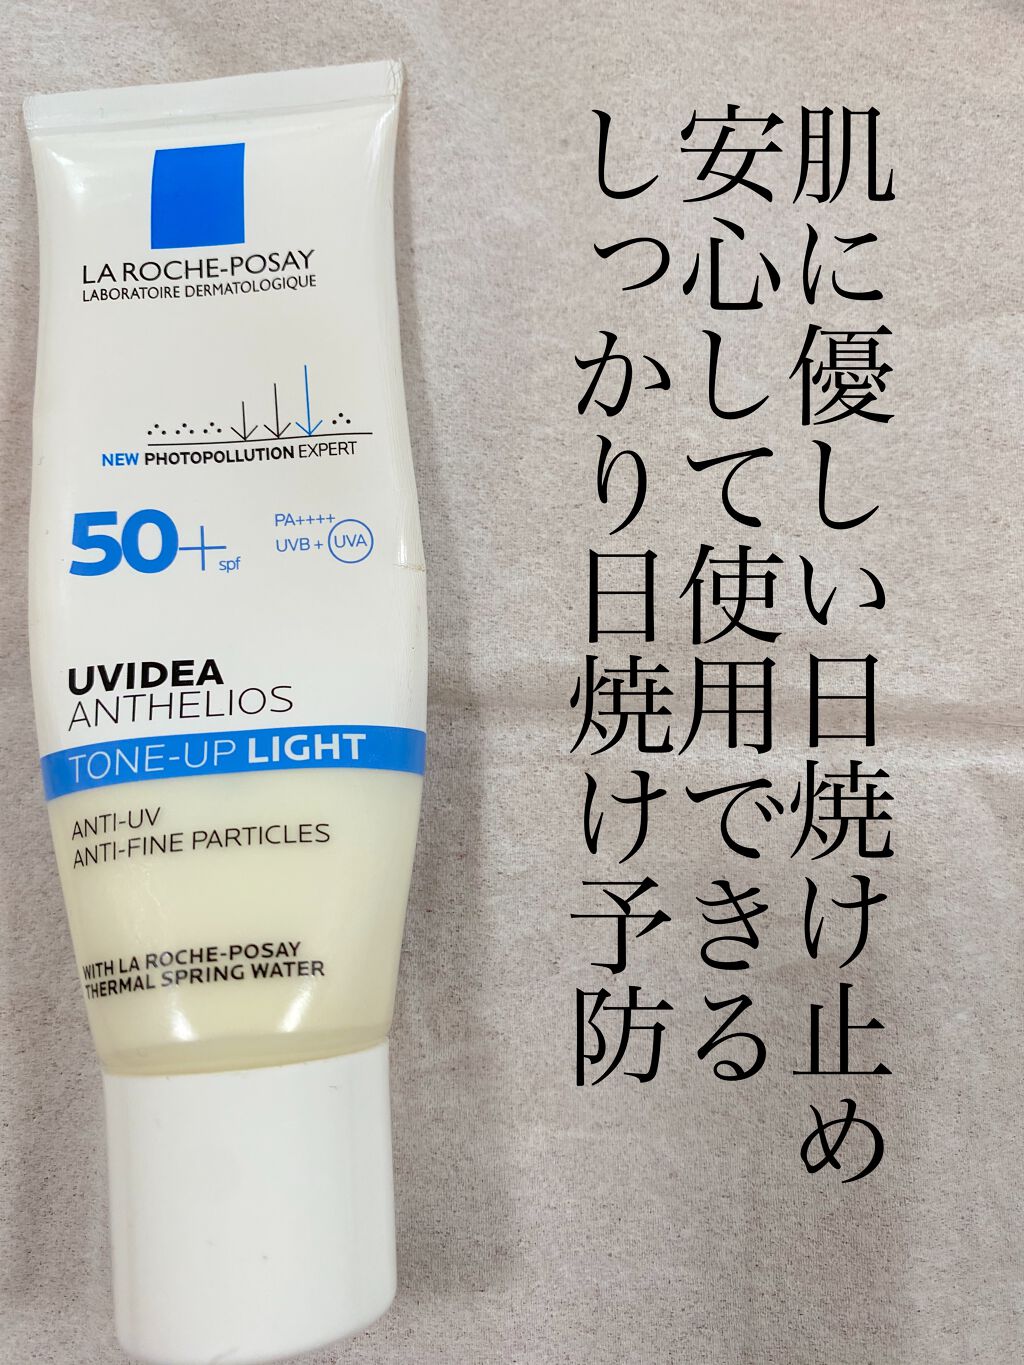 肌に優しい日焼け止め
安心して使用できる
しっかり日焼け予防
LA ROCHE-POSAY
LABORATOIRE DERMATOLOGIQUE
NEW PHOTOPOLLUTION EXPERT
50+ spf
PA++++
UVB + UVA
UVIDEA
ANTHELIOS
TONE-UP LIGHT
ANTI-UV
ANTI-FINE PARTICLES
WITH LA ROCHE-POSAY
THERMAL SPRING WATER